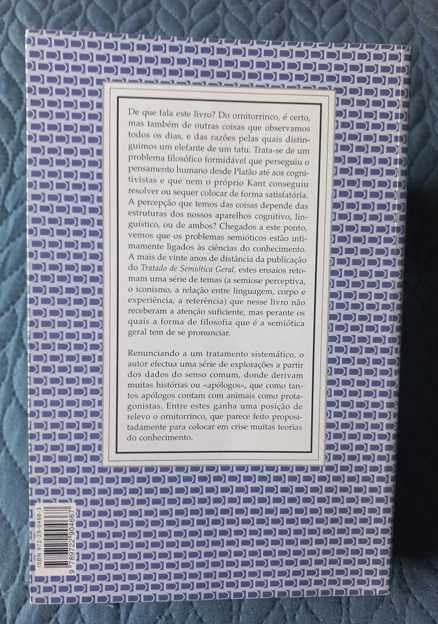 De que fala este livro? Do ornitorrinco, é certo,
mas também de outras coisas que observamos
todos os dias, e das razões pelas quais distin-
guimos um elefante de um tatu. Trata-se de um
problema filosófico formidável que perseguiu o
pensamento humano desde Platão até aos cogni-
tivistas e que nem o próprio Kant conseguiu
resolver ou sequer colocar de forma satisfatória.
A percepção que temos das coisas depende das
estruturas dos nossos aparelhos cognitivo, lin-
guístico, ou de ambos? Chegados a este ponto,
vemos que os problemas semióticos estão inti-
mamente ligados às ciências do conhecimento.
A mais de vinte anos de distância da publicação
do Tratado de Semiótica Geral, estes ensaios reto-
mam uma série de temas (a semiose perceptiva,
o iconismo, a relação entre linguagem, corpo e
experiência, a referência) que nesse livro não
receberam a atenção suficiente, mas perante os
quais a forma de filosofia que é a semiótica
geral tem de se pronunciar.
Renunciando a um tratamento sistemático, o
autor efectua uma série de explorações a partir
dos dados do senso comum, donde derivam
muitas histórias ou «apólogos», que como tan-
tos apólogos contam com animais como prota-
gonistas. Entre estes ganha uma posição de
relevo o ornitorrinco, que parece feito proposi-
tadamente para colocar em crise muitas teorias
do conhecimento.